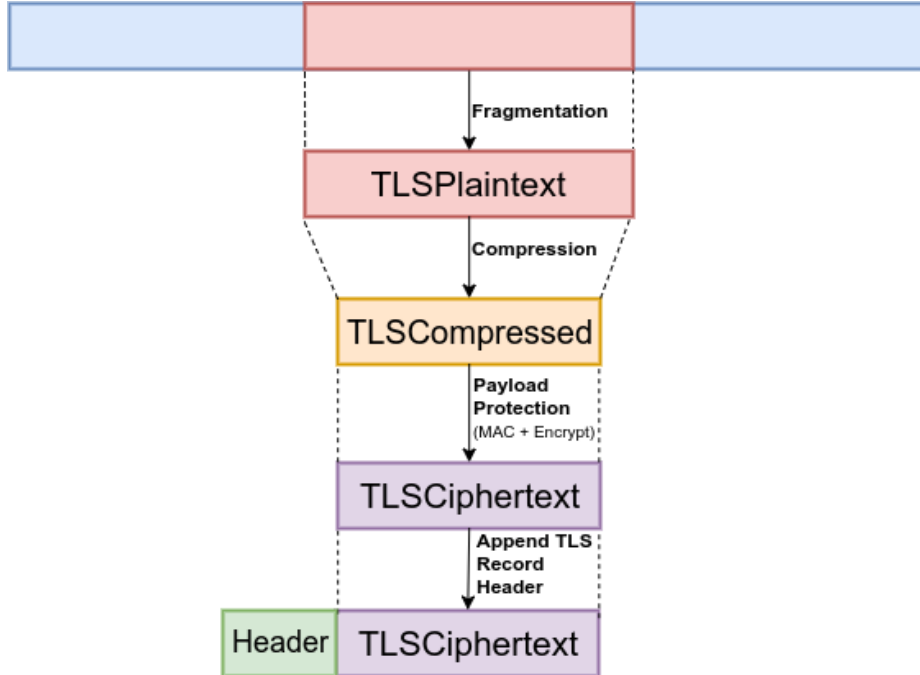 Fragmentation
TLSPlaintext
Compression
TLSCompressed
Payload
Protection
(MAC + Encrypt)
TLSCiphertext
Append TLS
Record
Header
Header
TLSCiphertext